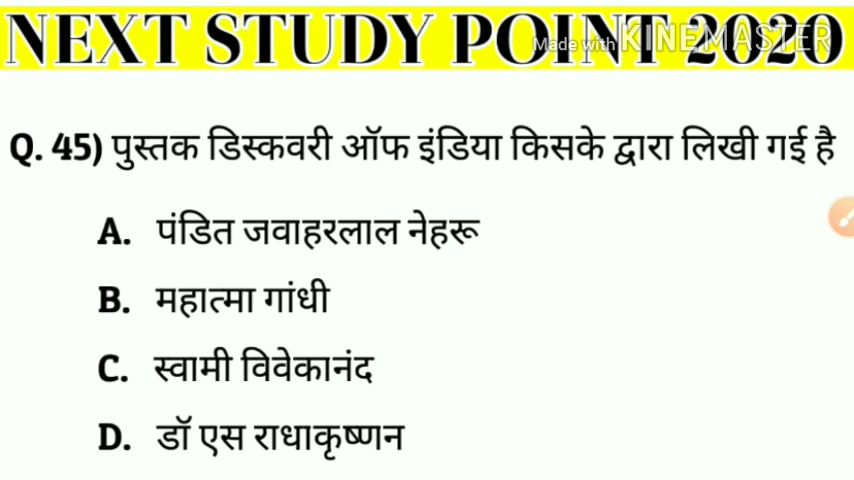 NEXT STUDY POINT 2020
Made with KINEMASTER
Q. 45) पुस्तक डिस्कवरी ऑफ इंडिया किसके द्वारा लिखी गई है
A. पंडित जवाहरलाल नेहरू
B. महात्मा गांधी
C. स्वामी विवेकानंद
D. डॉ एस राधाकृष्णन